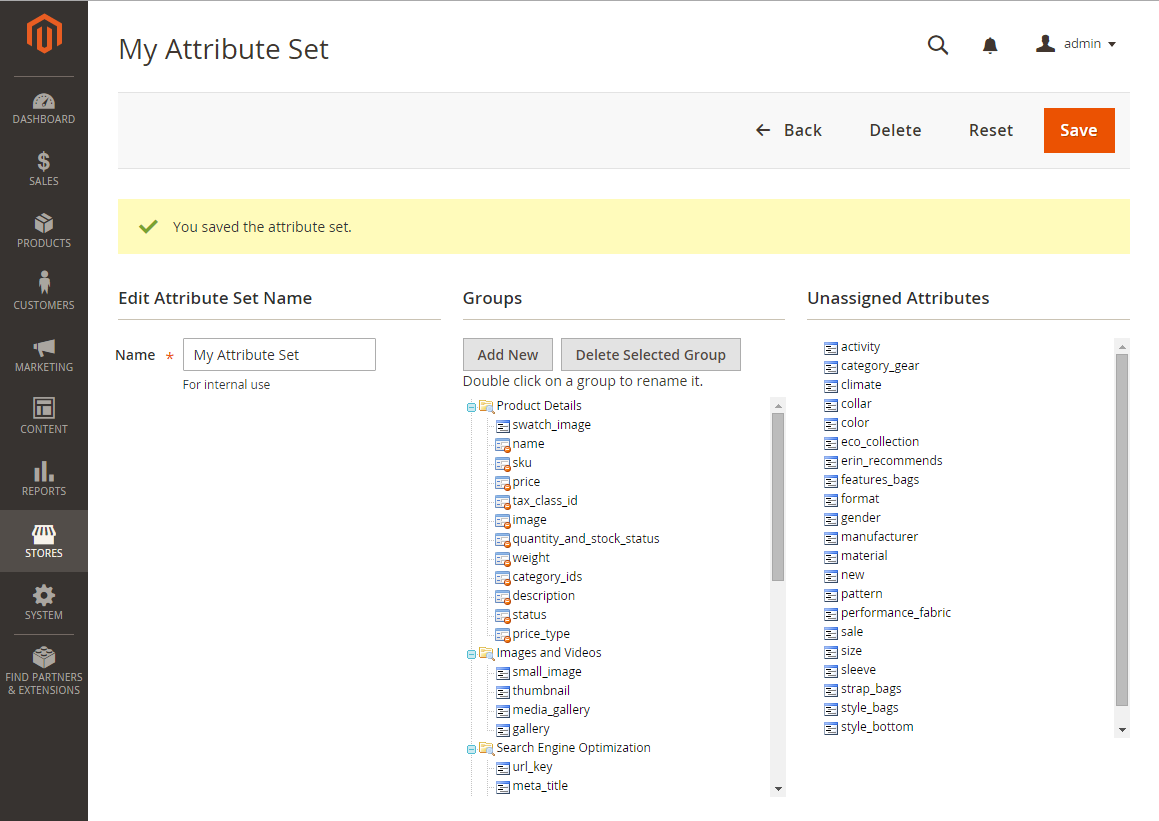 My Attribute Set
admin
DASHBOARD
SALES
PRODUCTS
CUSTOMERS
MARKETING
CONTENT
REPORTS
STORES
SYSTEM
FIND PARTNERS
& EXTENSIONS
Back
Delete
Reset
Save
You saved the attribute set.
Edit Attribute Set Name
Name *
My Attribute Set
For internal use
Groups
Add New
Delete Selected Group
Double click on a group to rename it.
Product Details
swatch_image
name
sku
price
tax_class_id
image
quantity_and_stock_status
weight
category_ids
description
status
price_type
Images and Videos
small_image
thumbnail
media_gallery
gallery
Search Engine Optimization
url_key
meta_title
Unassigned Attributes
activity
category_gear
climate
collar
color
eco_collection
erin_recommends
features_bags
format
gender
manufacturer
material
new
pattern
performance_fabric
sale
size
sleeve
strap_bags
style_bags
style_bottom